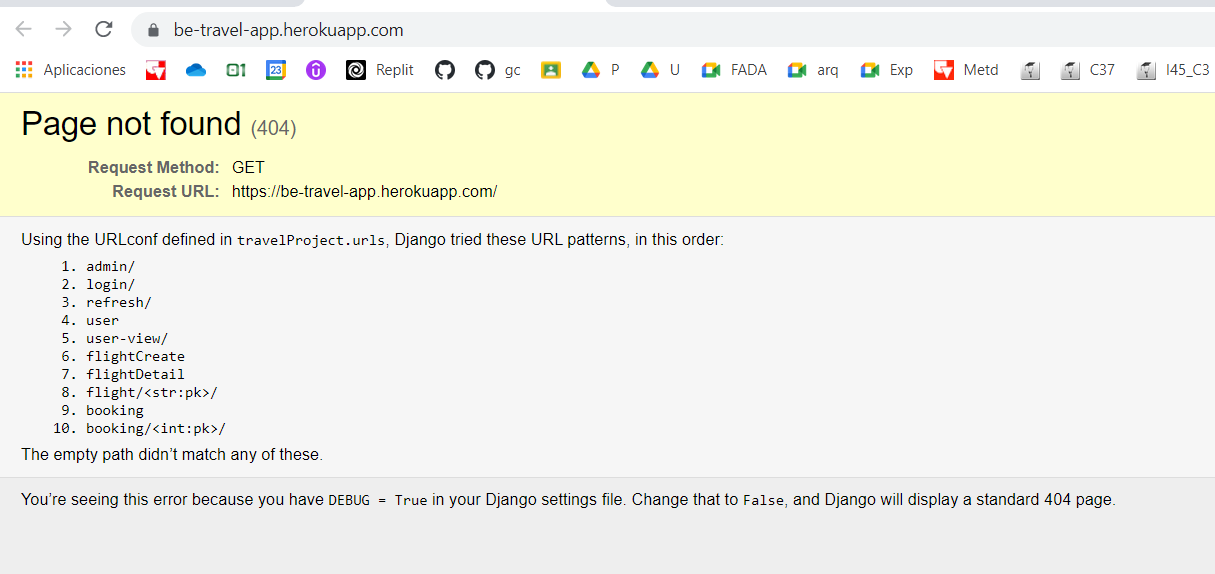 be-travel-app.herokuapp.com
Aplicaciones 23 Replit gc P U FADA arq Exp Metd C37 I45_C3
Page not found (404)
Request Method: GET
Request URL: https://be-travel-app.herokuapp.com/
Using the URLconf defined in travelProject.urls, Django tried these URL patterns, in this order:
1. admin/
2. login/
3. refresh/
4. user
5. user-view/
6. flightCreate
7. flightDetail
8. flight/<str:pk>/
9. booking
10. booking/<int:pk>/
The empty path didn’t match any of these.
You’re seeing this error because you have DEBUG = True in your Django settings file. Change that to False, and Django will display a standard 404 page.